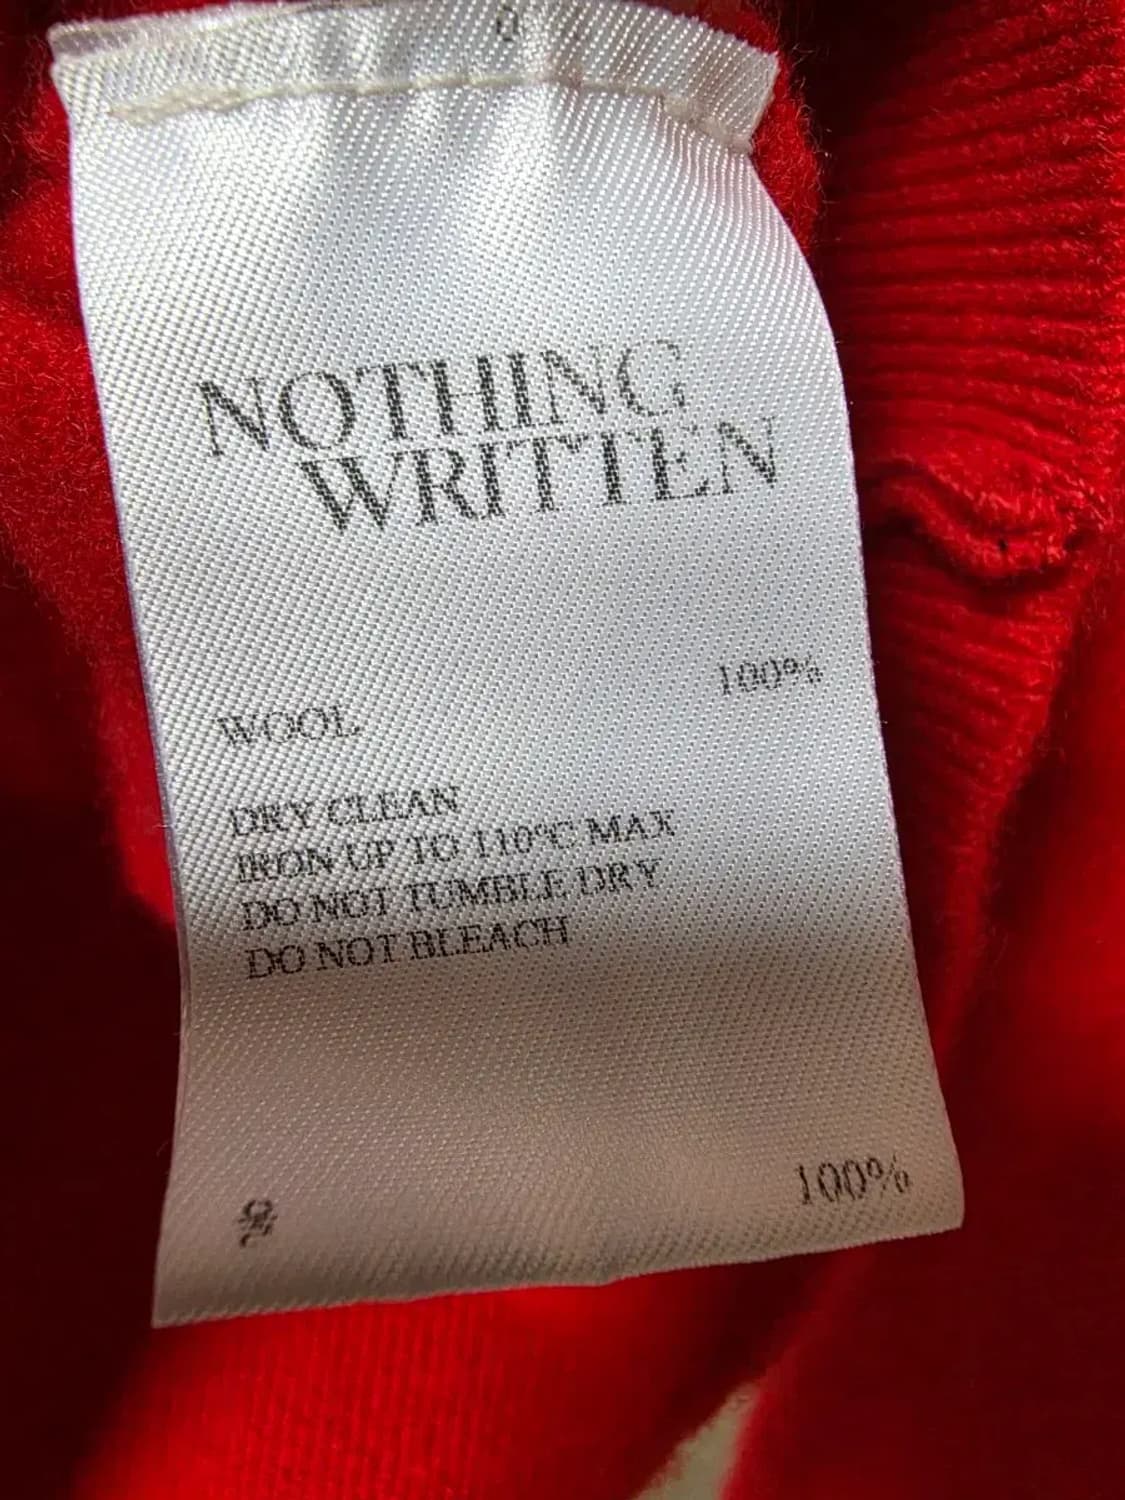 NOTHING
WRITTEN
WOOL 100%
DRY CLEAN
IRON UP TO 110°C MAX
DO NOT TUMBLE DRY
DO NOT BLEACH
울 100%